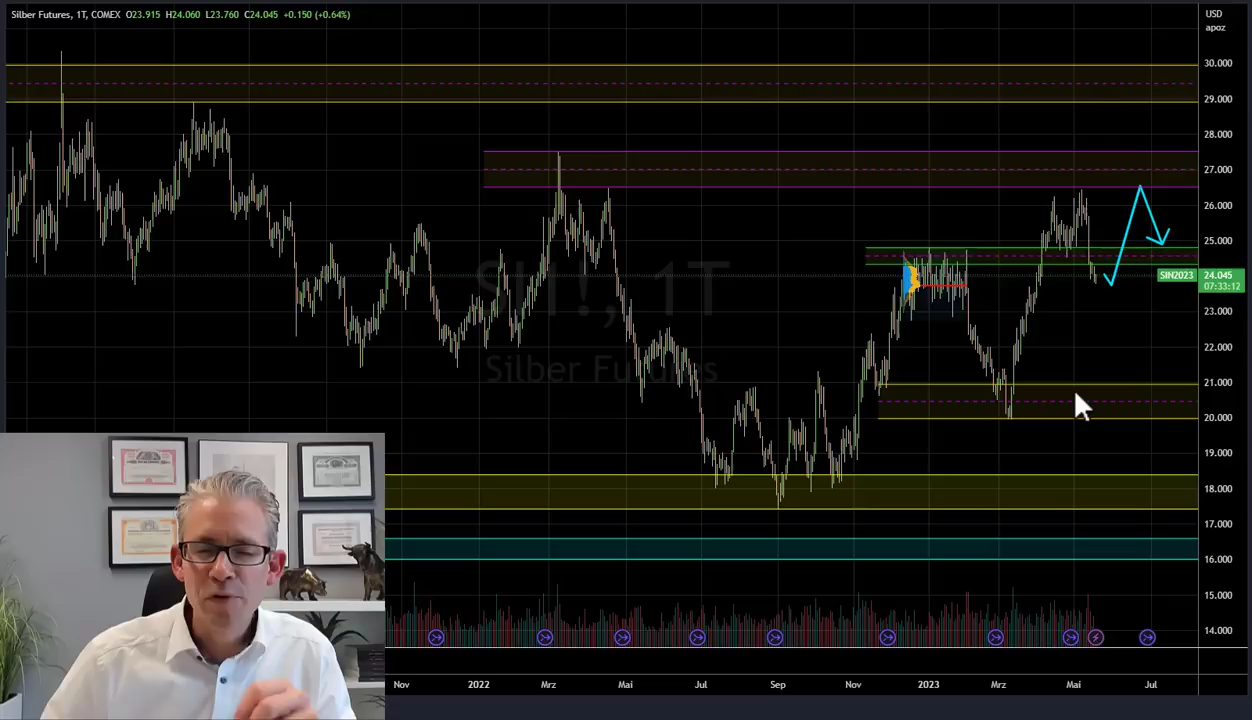 Silber Futures, 1T, COMEX O23.915 H24.060 L23.760 C24.045 +0.150 (+0.64%)
USD
apoz
30.000
29.000
28.000
27.000
26.000
25.000
SIN2023 24.045
07:33:12
23.000
22.000
21.000
20.000
19.000
18.000
17.000
16.000
15.000
14.000
SI1!, 1T
Silber Futures
Nov 2022 Mrz Mai Jul Sep Nov 2023 Mrz Mai Jul